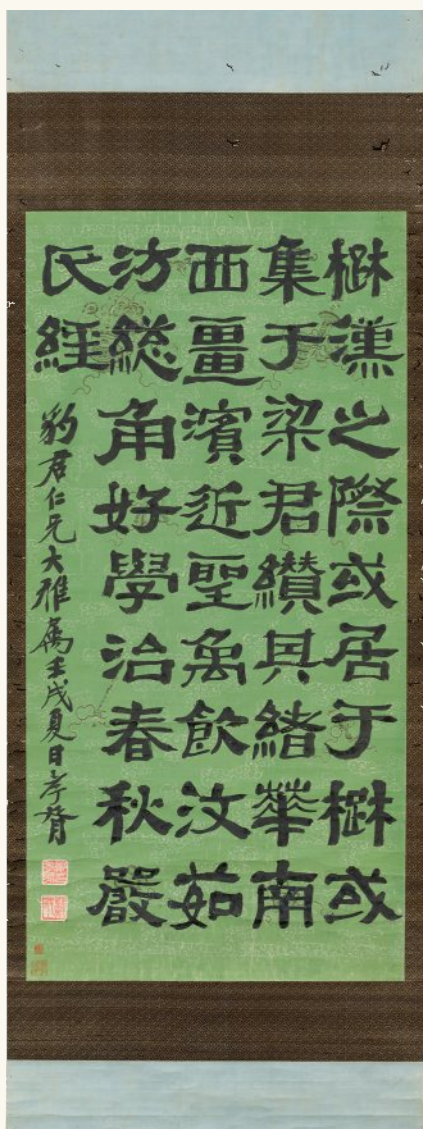 楚漢之際或居于楚或
集于梁君纘其緒華南
西畺濱近聖禹飲汶茹
汸緫角好學治春秋嚴
氏經
豹君仁兄大雅屬壬戌夏日孝胥